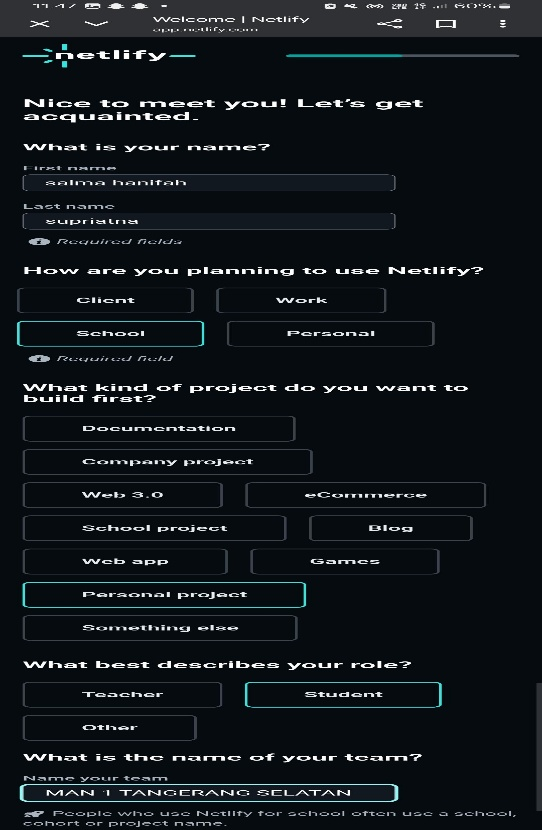 11.47
60%
Welcome | Netlify
app.netlify.com
netlify
Nice to meet you! Let's get
acquainted.
What is your name?
First name
salma hanifah
Last name
supriatna
Required fields
How are you planning to use Netlify?
Client Work
School Personal
Required field
What kind of project do you want to
build first?
Documentation
Company project
Web 3.0 eCommerce
School project Blog
Web app Games
Personal project
Something else
What best describes your role?
Teacher Student
Other
What is the name of your team?
Name your team
MAN 1 TANGERANG SELATAN
People who use Netlify for school often use a school,
cohort or project name.